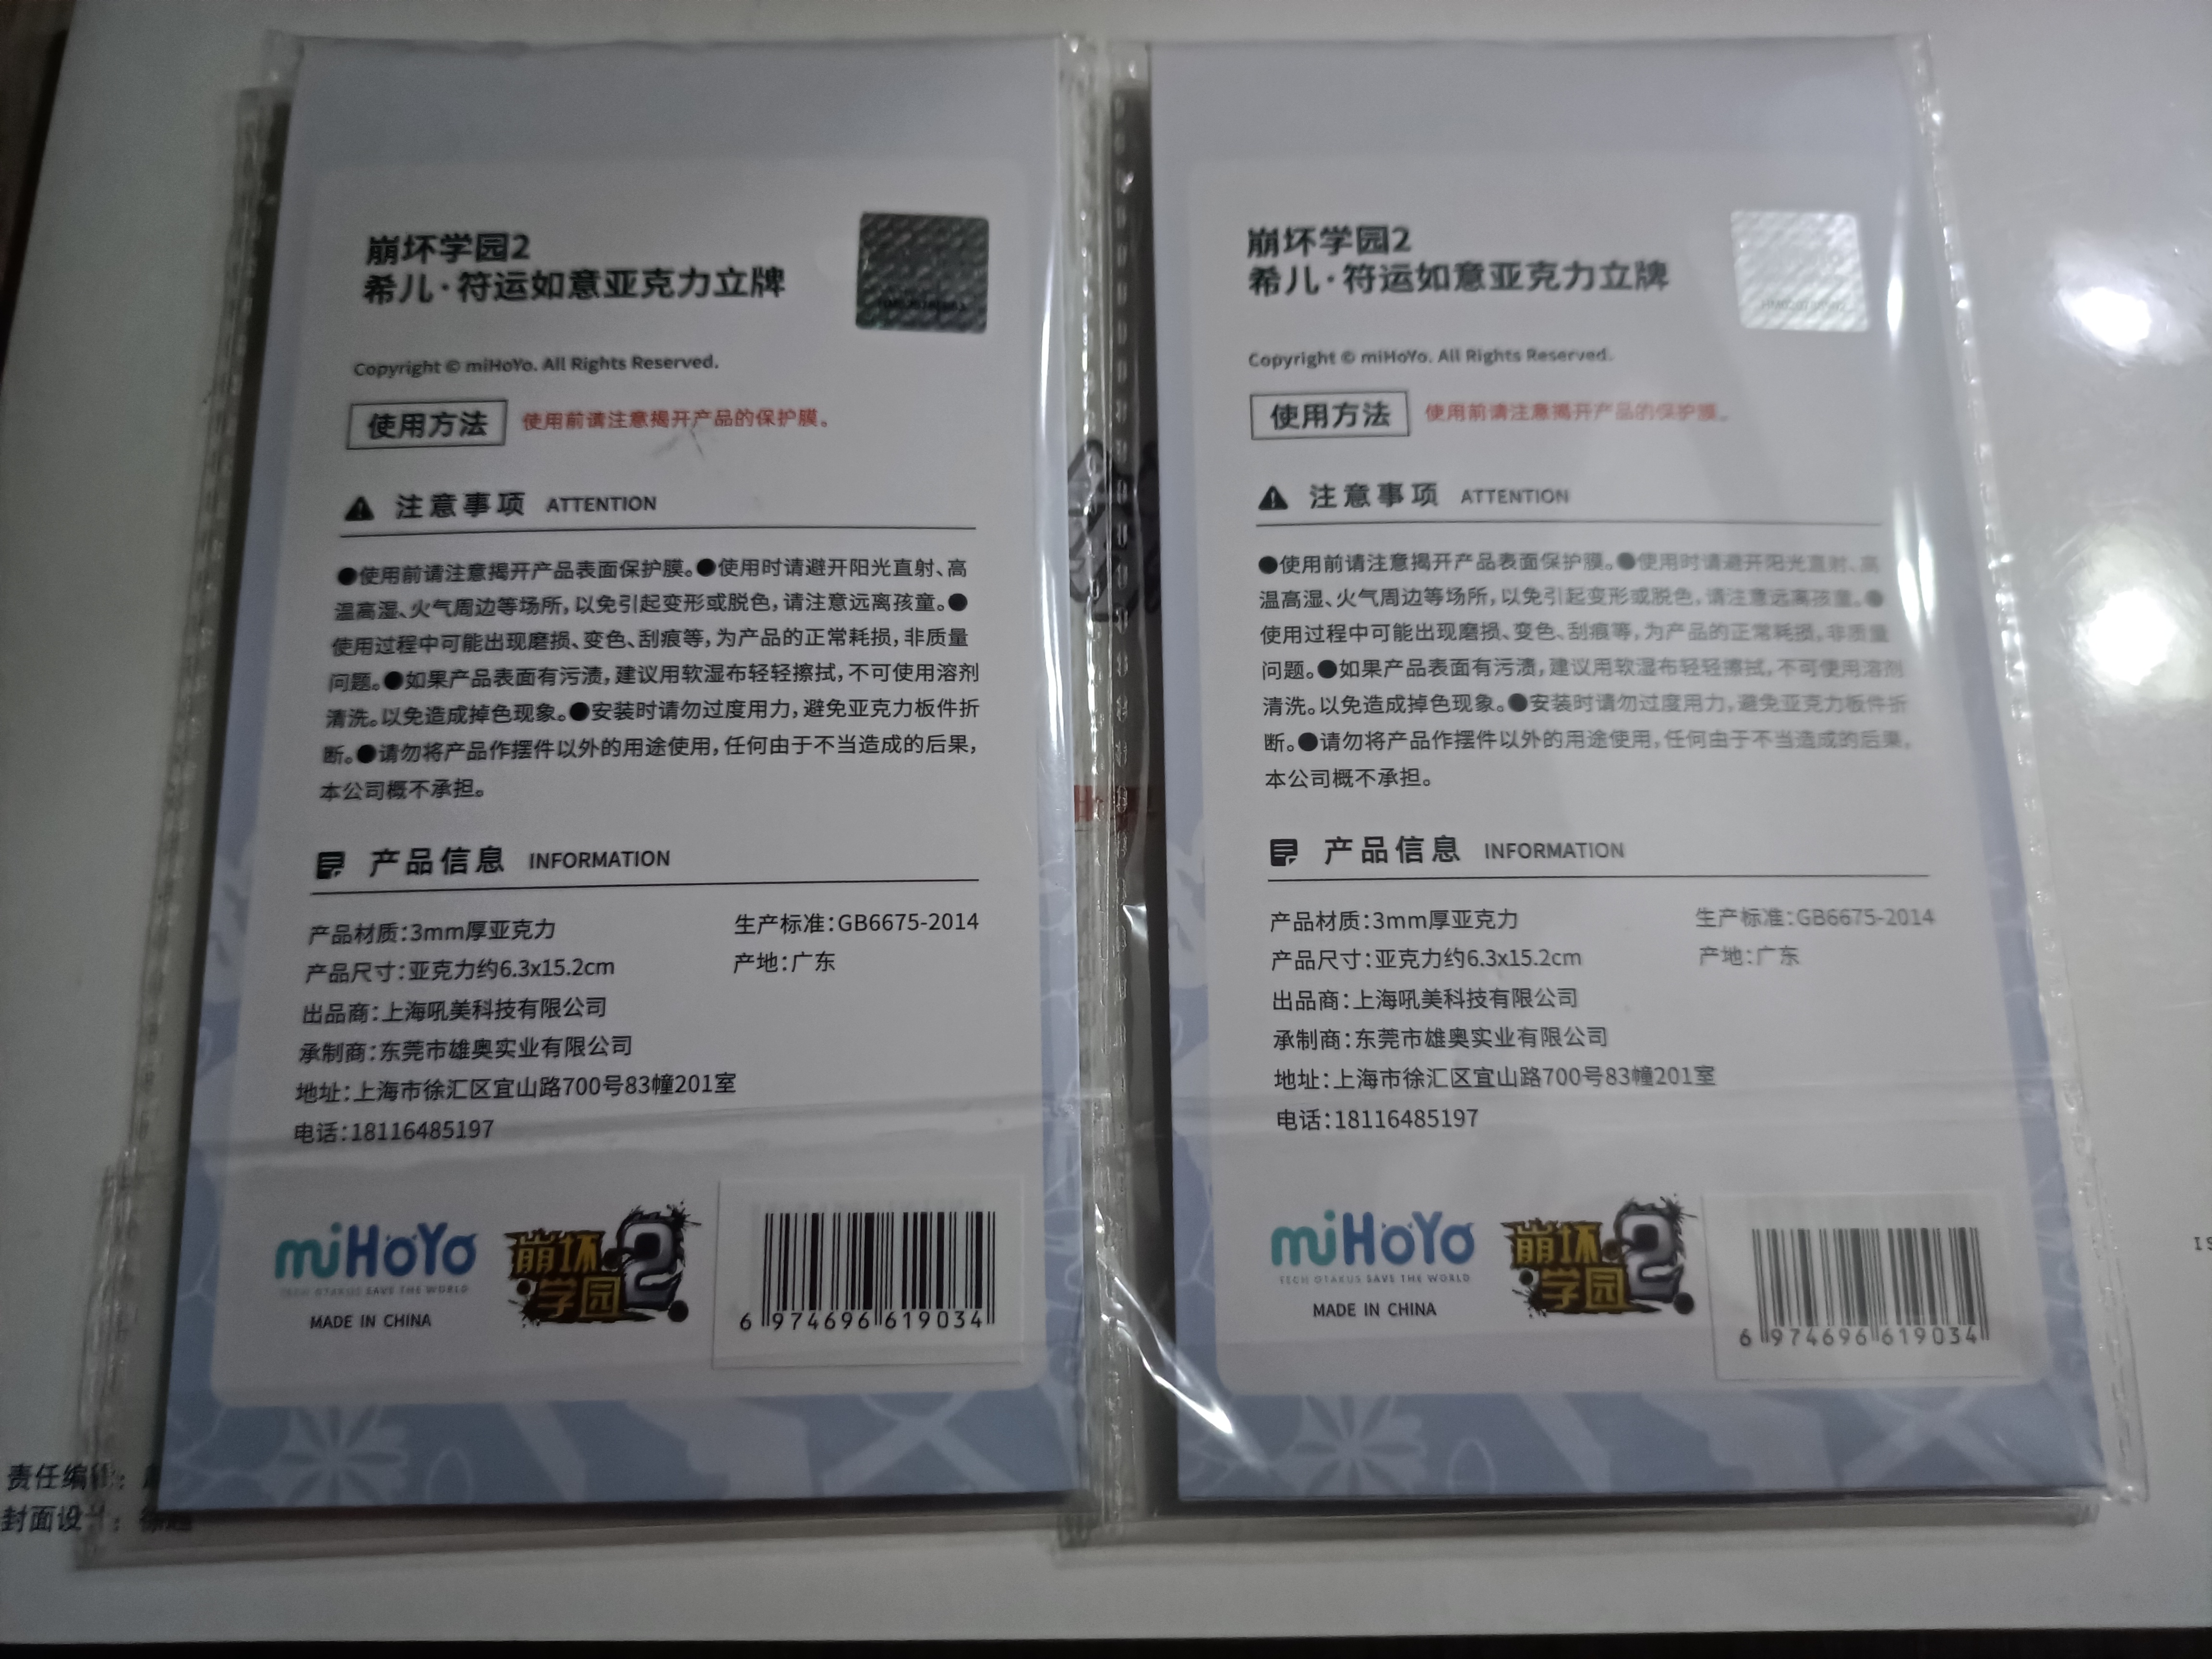 崩坏学园2
希儿·符运如意亚克力立牌
Copyright © miHoYo. All Rights Reserved.
使用方法 使用前请注意揭开产品的保护膜。
注意事项 ATTENTION
●使用前请注意揭开产品表面保护膜。●使用时请避开阳光直射、高
温高湿、火气周边等场所，以免引起变形或脱色，请注意远离孩童。●
使用过程中可能出现磨损、变色、刮痕等，为产品的正常耗损，非质量
问题。●如果产品表面有污渍，建议用软湿布轻轻擦拭，不可使用溶剂
清洗。以免造成掉色现象。●安装时请勿过度用力，避免亚克力板件折
断。●请勿将产品作摆件以外的用途使用，任何由于不当造成的后果，
本公司概不承担。
产品信息 INFORMATION
产品材质：3mm厚亚克力 生产标准：GB6675-2014
产品尺寸：亚克力约6.3x15.2cm 产地：广东
出品商：上海吼美科技有限公司
承制商：东莞市雄奥实业有限公司
地址：上海市徐汇区宜山路700号83幢201室
电话：18116485197
miHoYo
TECH OTAKUS SAVE THE WORLD
MADE IN CHINA
崩坏
学园2
6 974696 619034
崩坏学园2
希儿·符运如意亚克力立牌
Copyright © miHoYo. All Rights Reserved.
使用方法 使用前请注意揭开产品的保护膜。
注意事项 ATTENTION
●使用前请注意揭开产品表面保护膜。●使用时请避开阳光直射、高
温高湿、火气周边等场所，以免引起变形或脱色，请注意远离孩童。●
使用过程中可能出现磨损、变色、刮痕等，为产品的正常耗损，非质量
问题。●如果产品表面有污渍，建议用软湿布轻轻擦拭，不可使用溶剂
清洗。以免造成掉色现象。●安装时请勿过度用力，避免亚克力板件折
断。●请勿将产品作摆件以外的用途使用，任何由于不当造成的后果，
本公司概不承担。
产品信息 INFORMATION
产品材质：3mm厚亚克力 生产标准：GB6675-2014
产品尺寸：亚克力约6.3x15.2cm 产地：广东
出品商：上海吼美科技有限公司
承制商：东莞市雄奥实业有限公司
地址：上海市徐汇区宜山路700号83幢201室
电话：18116485197
miHoYo
TECH OTAKUS SAVE THE WORLD
MADE IN CHINA
崩坏
学园2
6 974696 619034
责任编辑：
封面设计：
IS